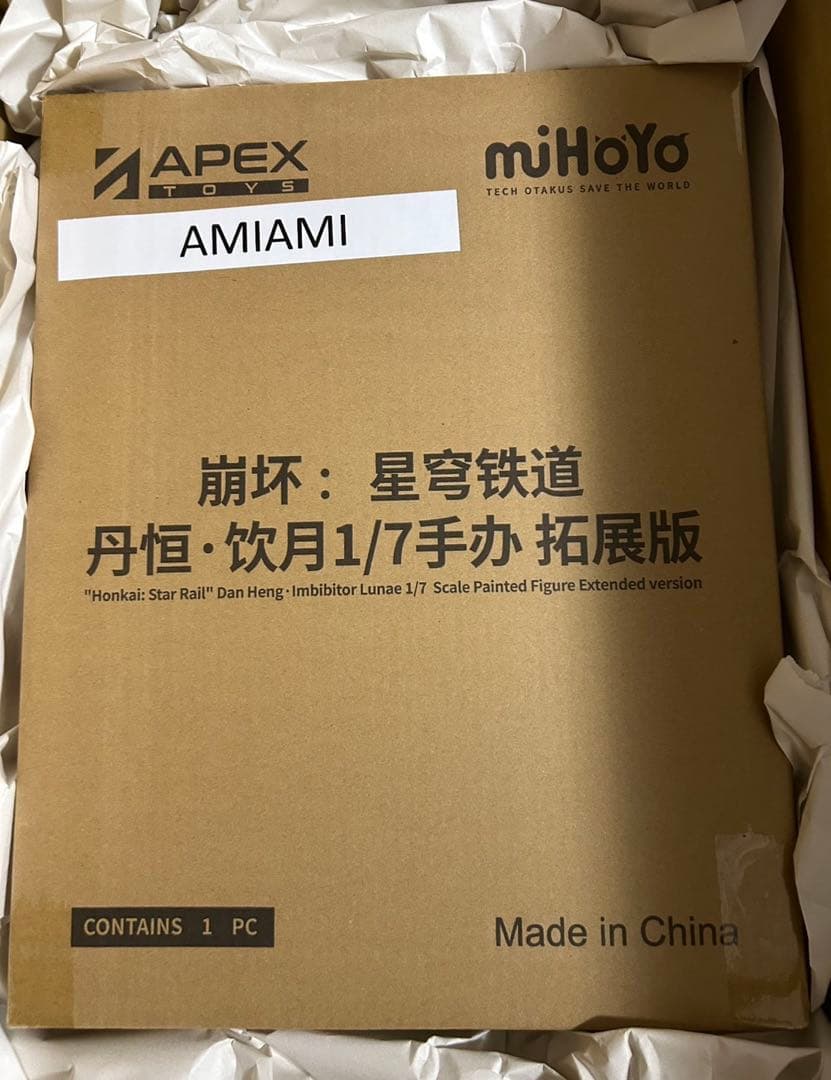 APEX
TOYS
miHoYo
TECH OTAKUS SAVE THE WORLD
AMIAMI
崩坏：星穹铁道
丹恒·饮月1/7手办 拓展版
"Honkai: Star Rail" Dan Heng·Imbibitor Lunae 1/7 Scale Painted Figure Extended version
CONTAINS 1 PC
Made in China